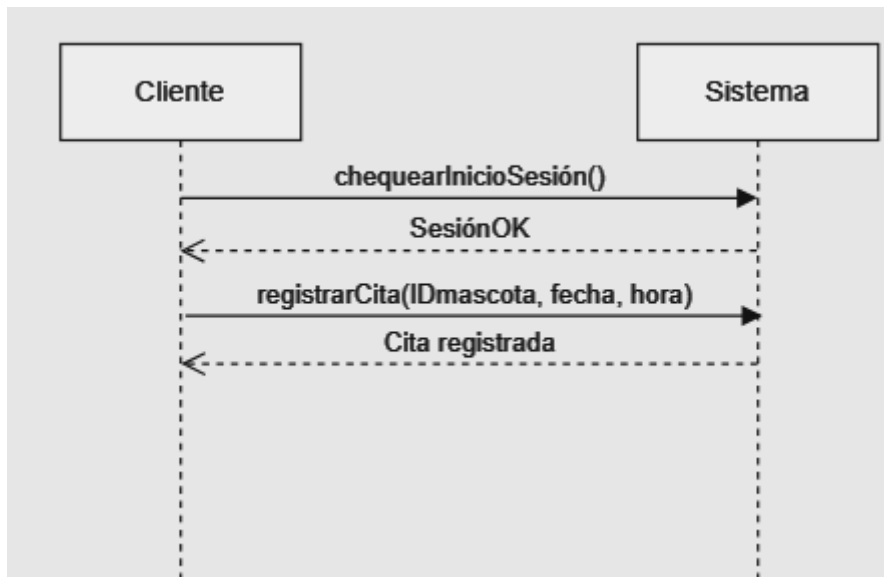 Cliente
Sistema
chequearInicioSesión()
SesiónOK
registrarCita(IDmascota, fecha, hora)
Cita registrada